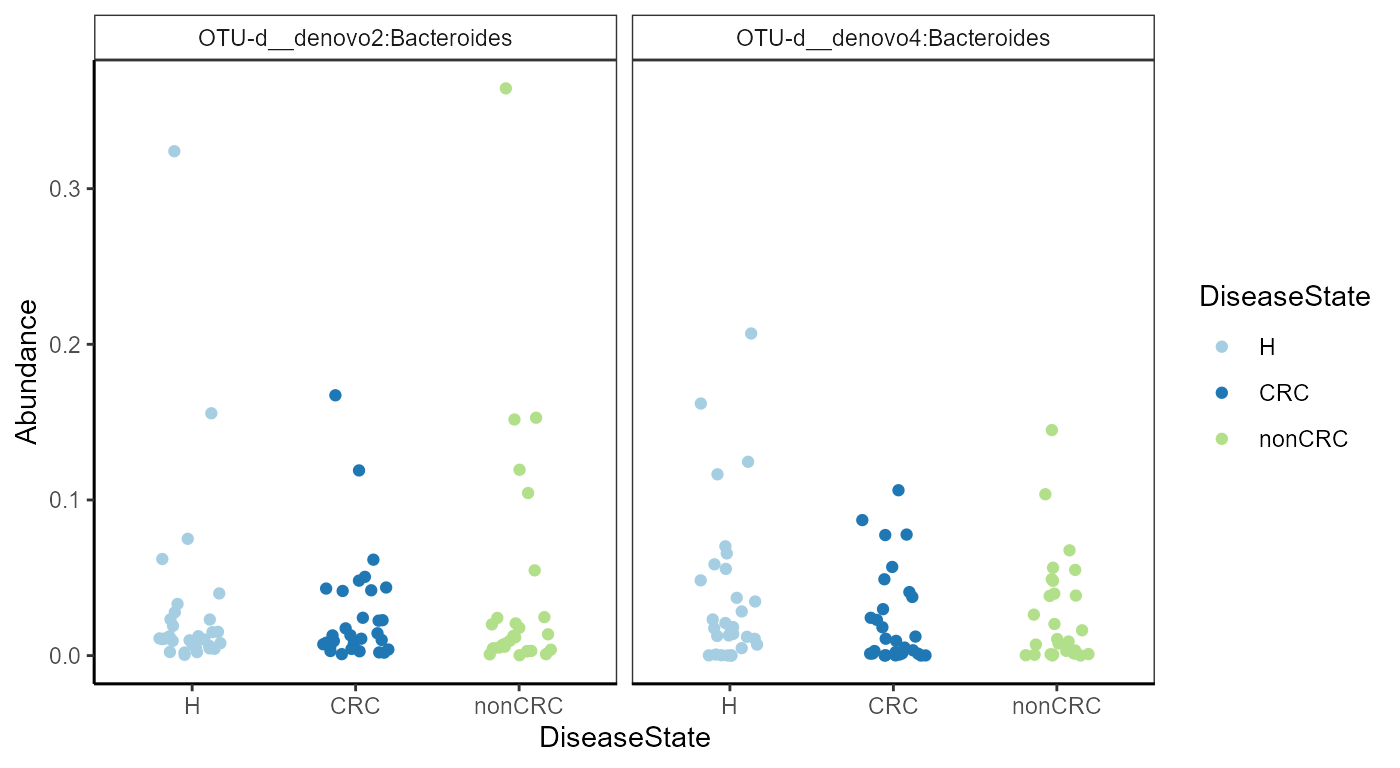 OTU-d__denovo2:Bacteroides
OTU-d__denovo4:Bacteroides
Abundance
0.3
0.2
0.1
0.0
H
CRC
nonCRC
H
CRC
nonCRC
DiseaseState
DiseaseState
H
CRC
nonCRC